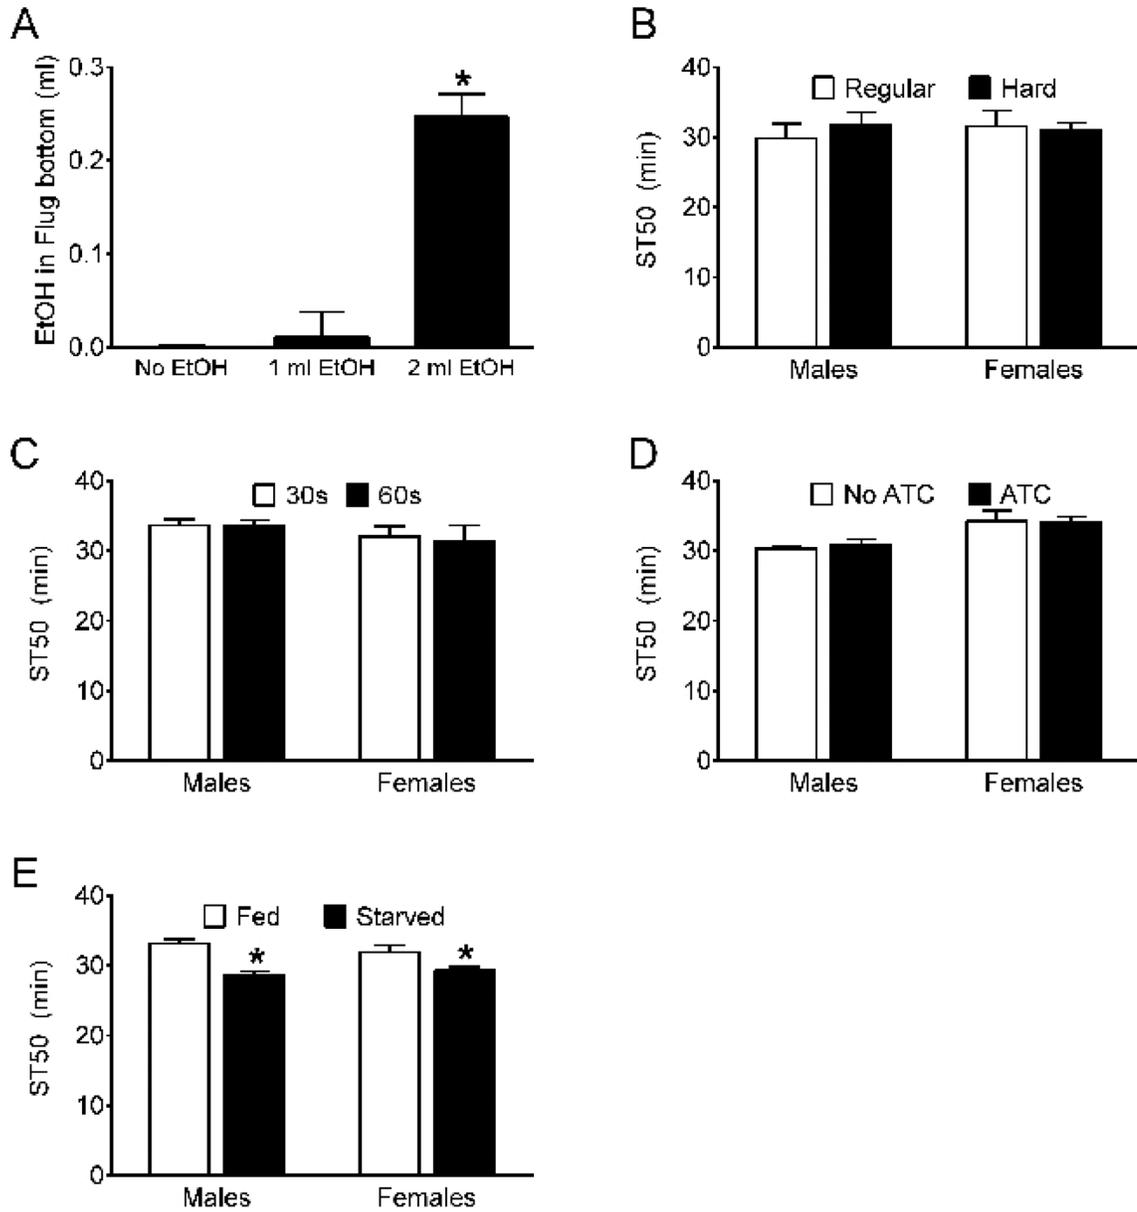 A
EtOH in Flug bottom (ml)
0.3
0.2
0.1
0.0
*
No EtOH 1 ml EtOH 2 ml EtOH
B
ST50 (min)
40
30
20
10
0
Regular Hard
Males Females
C
ST50 (min)
40
30
20
10
0
30s 60s
Males Females
D
ST50 (min)
40
30
20
10
0
No ATC ATC
Males Females
E
ST50 (min)
40
30
20
10
0
Fed Starved
* *
Males Females